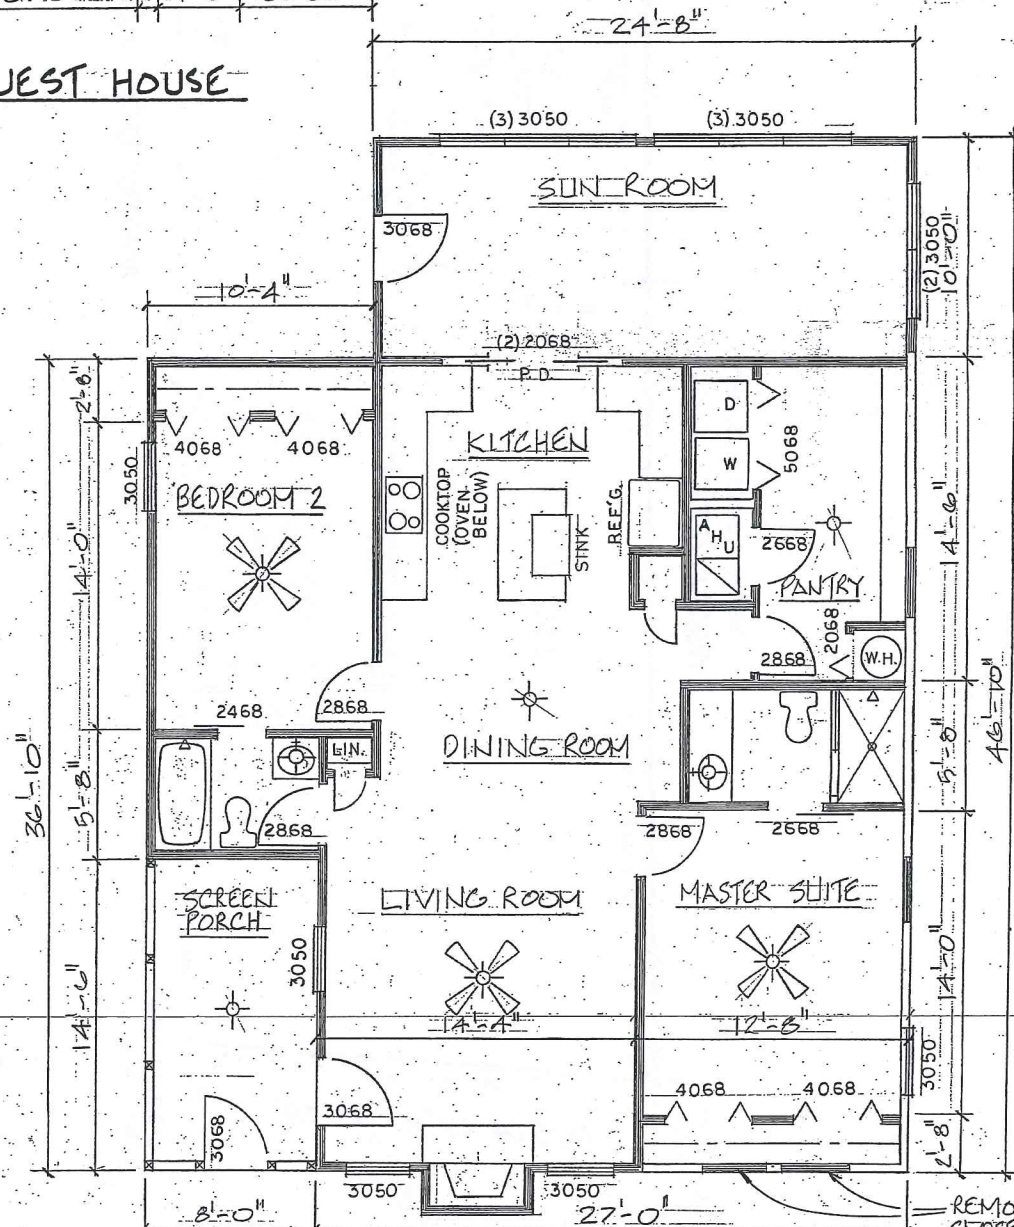 24'-8"
UEST HOUSE
(3) 3050
(3) 3050
SUN ROOM
3068
(2) 3050
10'-0"
10'-4"
(2) 2068
P.D.
2'-8"
4068
4068
3050
BEDROOM 2
KITCHEN
COOKTOP
(OVEN
BELOW)
SINK
REF'G.
D
W
5068
AHU
2668
PANTRY
14'-6"
14'-0"
2068
W.H.
2868
2468
2868
LIN.
DINING ROOM
5'-8"
46'-10"
36'-10"
5'-8"
2868
2868
2668
SCREEN
PORCH
LIVING ROOM
MASTER SUITE
3050
14'-6"
14'-0"
14'-4"
12'-8"
3050
3068
3068
4068
4068
2'-8"
3050
3050
8'-0"
27'-0"
REMO